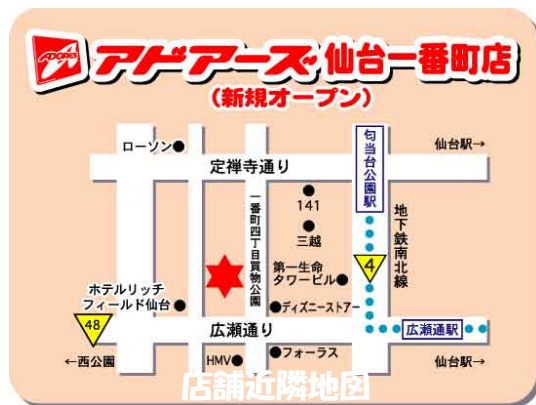 ADORES
アドアーズ 仙台一番町店
(新規オープン)
ローソン●
仙台駅→
定禅寺通り
勾当台公園駅
141
三越
一番町四丁目買物公園
地下鉄南北線
第一生命
タワービル●
4
ホテルリッチ
フィールド仙台●
●ディズニーストアー
48
広瀬通り
広瀬通駅
←西公園
HMV●
●フォーラス
仙台駅→
店舗近隣地図